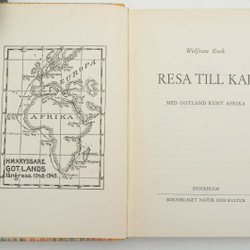 EUROPA
AFRIKA
H.M.KRYSSARE
GOTLANDS
långresa 1948-1949
Wolfram Kock
RESA TILL KAP
MED GOTLAND RUNT AFRIKA
STOCKHOLM
BOKFÖRLAGET NATUR OCH KULTUR